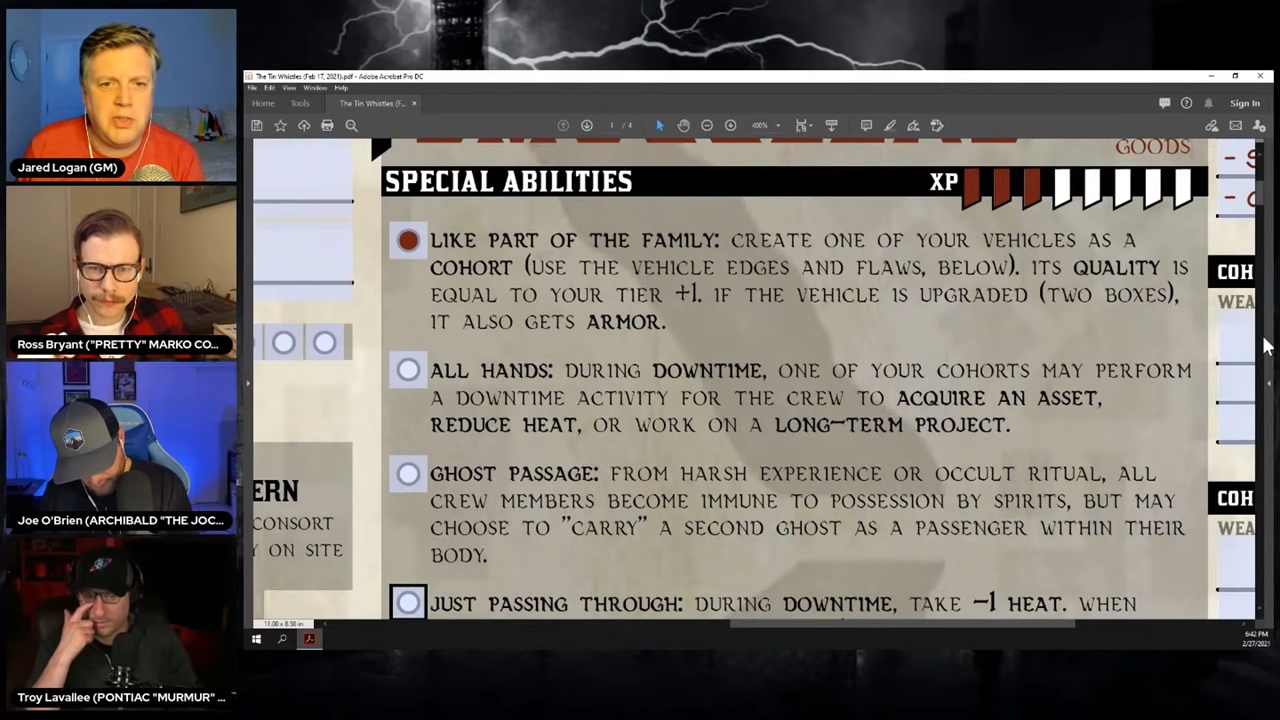 Jared Logan (GM)
Ross Bryant ("PRETTY" MARKO CO...
Joe O'Brien (ARCHIBALD "THE JOC...
Troy Lavallee (PONTIAC "MURMUR" ...
The Tin Whistles (Feb 17, 2021).pdf - Adobe Acrobat Pro DC
File Edit View Window Help
Home Tools The Tin Whistles (F... ×
Sign In
1 / 4
400%
GOODS
SPECIAL ABILITIES XP
LIKE PART OF THE FAMILY: CREATE ONE OF YOUR VEHICLES AS A
COHORT (USE THE VEHICLE EDGES AND FLAWS, BELOW). ITS QUALITY IS
EQUAL TO YOUR TIER +1. IF THE VEHICLE IS UPGRADED (TWO BOXES),
IT ALSO GETS ARMOR.
ALL HANDS: DURING DOWNTIME, ONE OF YOUR COHORTS MAY PERFORM
A DOWNTIME ACTIVITY FOR THE CREW TO ACQUIRE AN ASSET,
REDUCE HEAT, OR WORK ON A LONG-TERM PROJECT.
GHOST PASSAGE: FROM HARSH EXPERIENCE OR OCCULT RITUAL, ALL
CREW MEMBERS BECOME IMMUNE TO POSSESSION BY SPIRITS, BUT MAY
CHOOSE TO "CARRY" A SECOND GHOST AS A PASSENGER WITHIN THEIR
BODY.
JUST PASSING THROUGH: DURING DOWNTIME, TAKE -1 HEAT. WHEN
ERN
CONSORT
Y ON SITE
- S
COH
WEA
COH
WEA
11.00 x 8.50 in
6:42 PM
2/27/2021